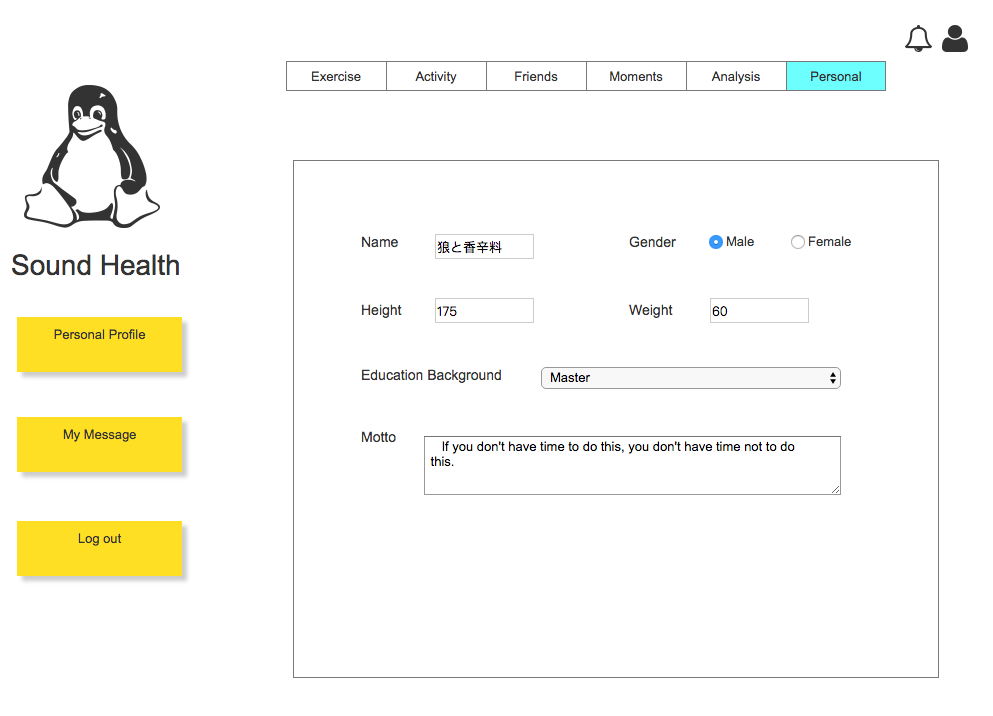 Exercise Activity Friends Moments Analysis Personal
Sound Health
Personal Profile
My Message
Log out
Name 狼と香辛料 Gender Male Female
Height 175 Weight 60
Education Background Master
Motto If you don't have time to do this, you don't have time not to do
this.